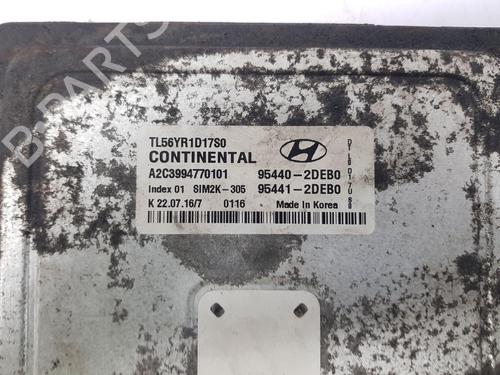 TL56YR1D17S0
CONTINENTAL
A2C3994770101 95440-2DEB0
Index 01 SIM2K-305 95441-2DEB0
K 22.07.16/7 0116 Made in Korea
B-PARTS